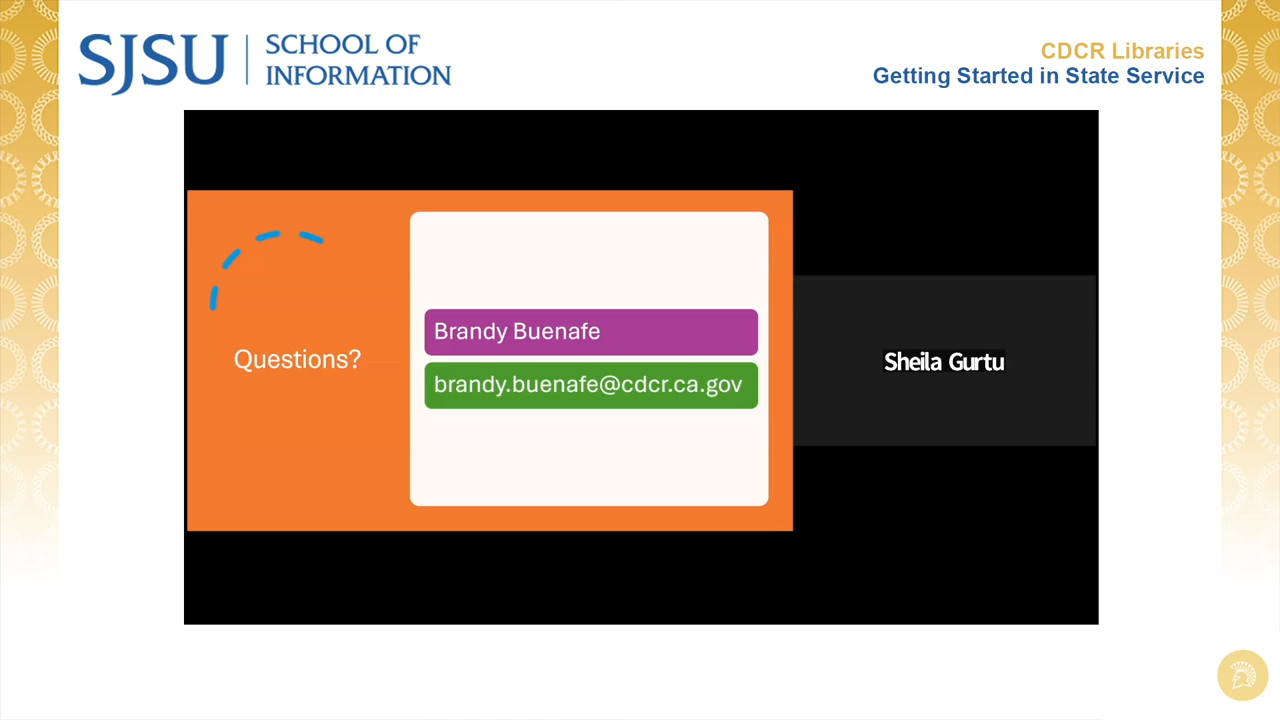 SJSU
SCHOOL OF
INFORMATION
CDCR Libraries
Getting Started in State Service
Questions?
Brandy Buenafe
brandy.buenafe@cdcr.ca.gov
Sheila Gurtu